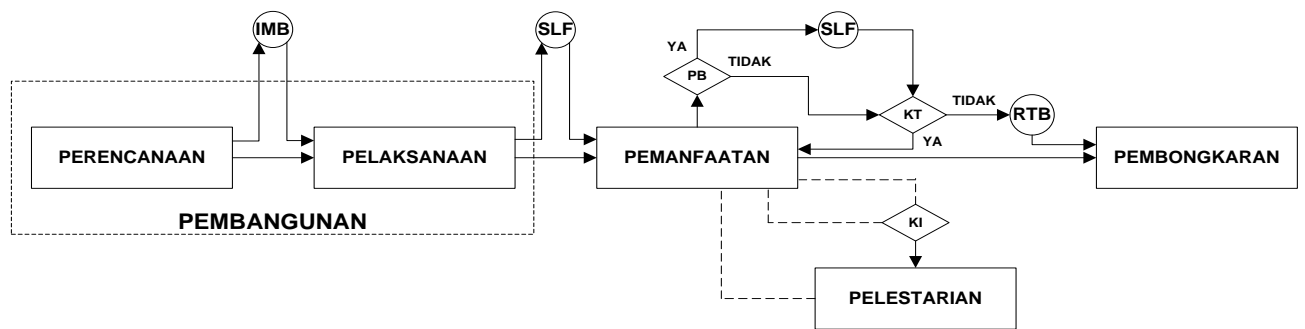 IMB
SLF
YA
SLF
PB
TIDAK
KT
TIDAK
RTB
YA
PERENCANAAN
PELAKSANAAN
PEMANFAATAN
PEMBONGKARAN
PEMBANGUNAN
KI
PELESTARIAN